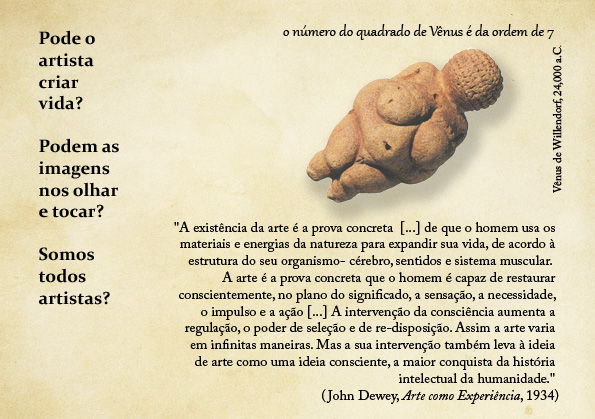 Pode o
artista
criar
vida?
Podem as
imagens
nos olhar
e tocar?
Somos
todos
artistas?
o número do quadrado de Vênus é da ordem de 7
Vênus de Willendorf, 24,000 a.C.
"A existência da arte é a prova concreta [...] de que o homem usa os
materiais e energias da natureza para expandir sua vida, de acordo à
estrutura do seu organismo- cérebro, sentidos e sistema muscular.
A arte é a prova concreta que o homem é capaz de restaurar
conscientemente, no plano do significado, a sensação, a necessidade,
o impulso e a ação [...] A intervenção da consciência aumenta a
regulação, o poder de seleção e de re-disposição. Assim a arte varia
em infinitas maneiras. Mas a sua intervenção também leva à ideia
de arte como uma ideia consciente, a maior conquista da história
intelectual da humanidade."
(John Dewey, Arte como Experiência, 1934)